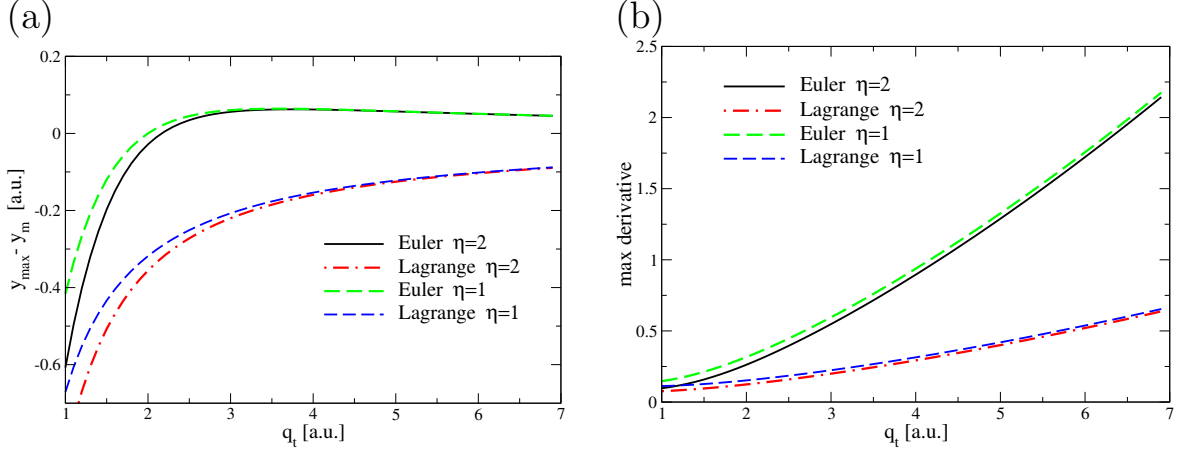 (a)
0.2
0
-0.2
-0.4
-0.6
y_max - y_m [a.u.]
Euler η=2
Lagrange η=2
Euler η=1
Lagrange η=1
1 2 3 4 5 6 7
q_t [a.u.]
(b)
2.5
2
1.5
1
0.5
0
max derivative
Euler η=2
Lagrange η=2
Euler η=1
Lagrange η=1
1 2 3 4 5 6 7
q_t [a.u.]